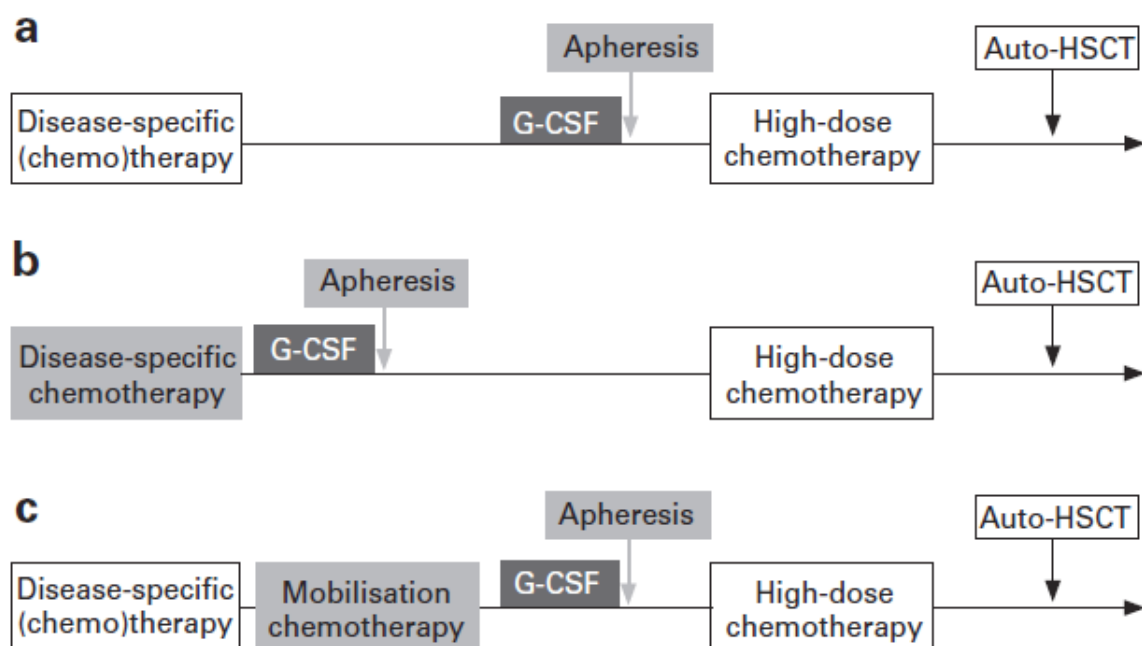 a
Apheresis
Auto-HSCT
Disease-specific
(chemo)therapy
G-CSF
High-dose
chemotherapy
b
Apheresis
Auto-HSCT
Disease-specific
chemotherapy
G-CSF
High-dose
chemotherapy
c
Apheresis
Auto-HSCT
Disease-specific
(chemo)therapy
Mobilisation
chemotherapy
G-CSF
High-dose
chemotherapy